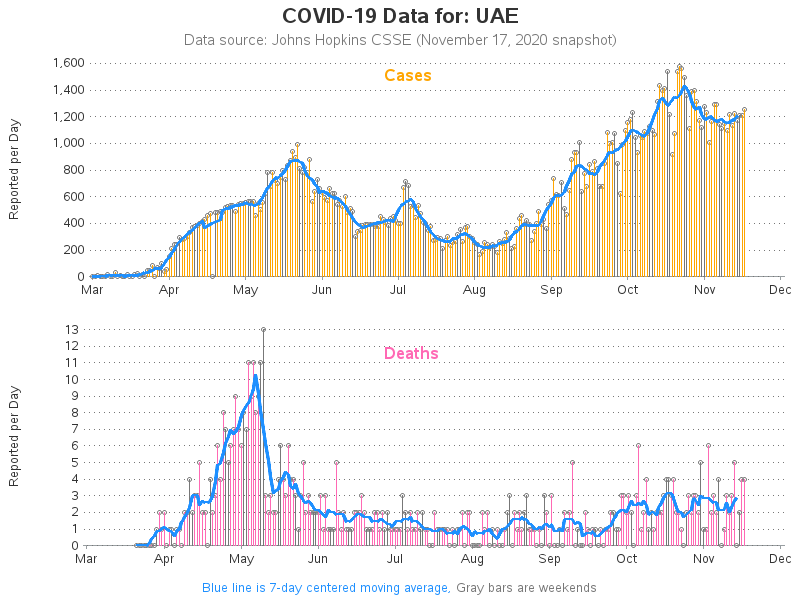 COVID-19 Data for: UAE
Data source: Johns Hopkins CSSE (November 17, 2020 snapshot)
Cases
Reported per Day
1,600
1,400
1,200
1,000
800
600
400
200
0
Mar Apr May Jun Jul Aug Sep Oct Nov Dec
Deaths
Reported per Day
13
12
11
10
9
8
7
6
5
4
3
2
1
0
Mar Apr May Jun Jul Aug Sep Oct Nov Dec
Blue line is 7-day centered moving average, Gray bars are weekends